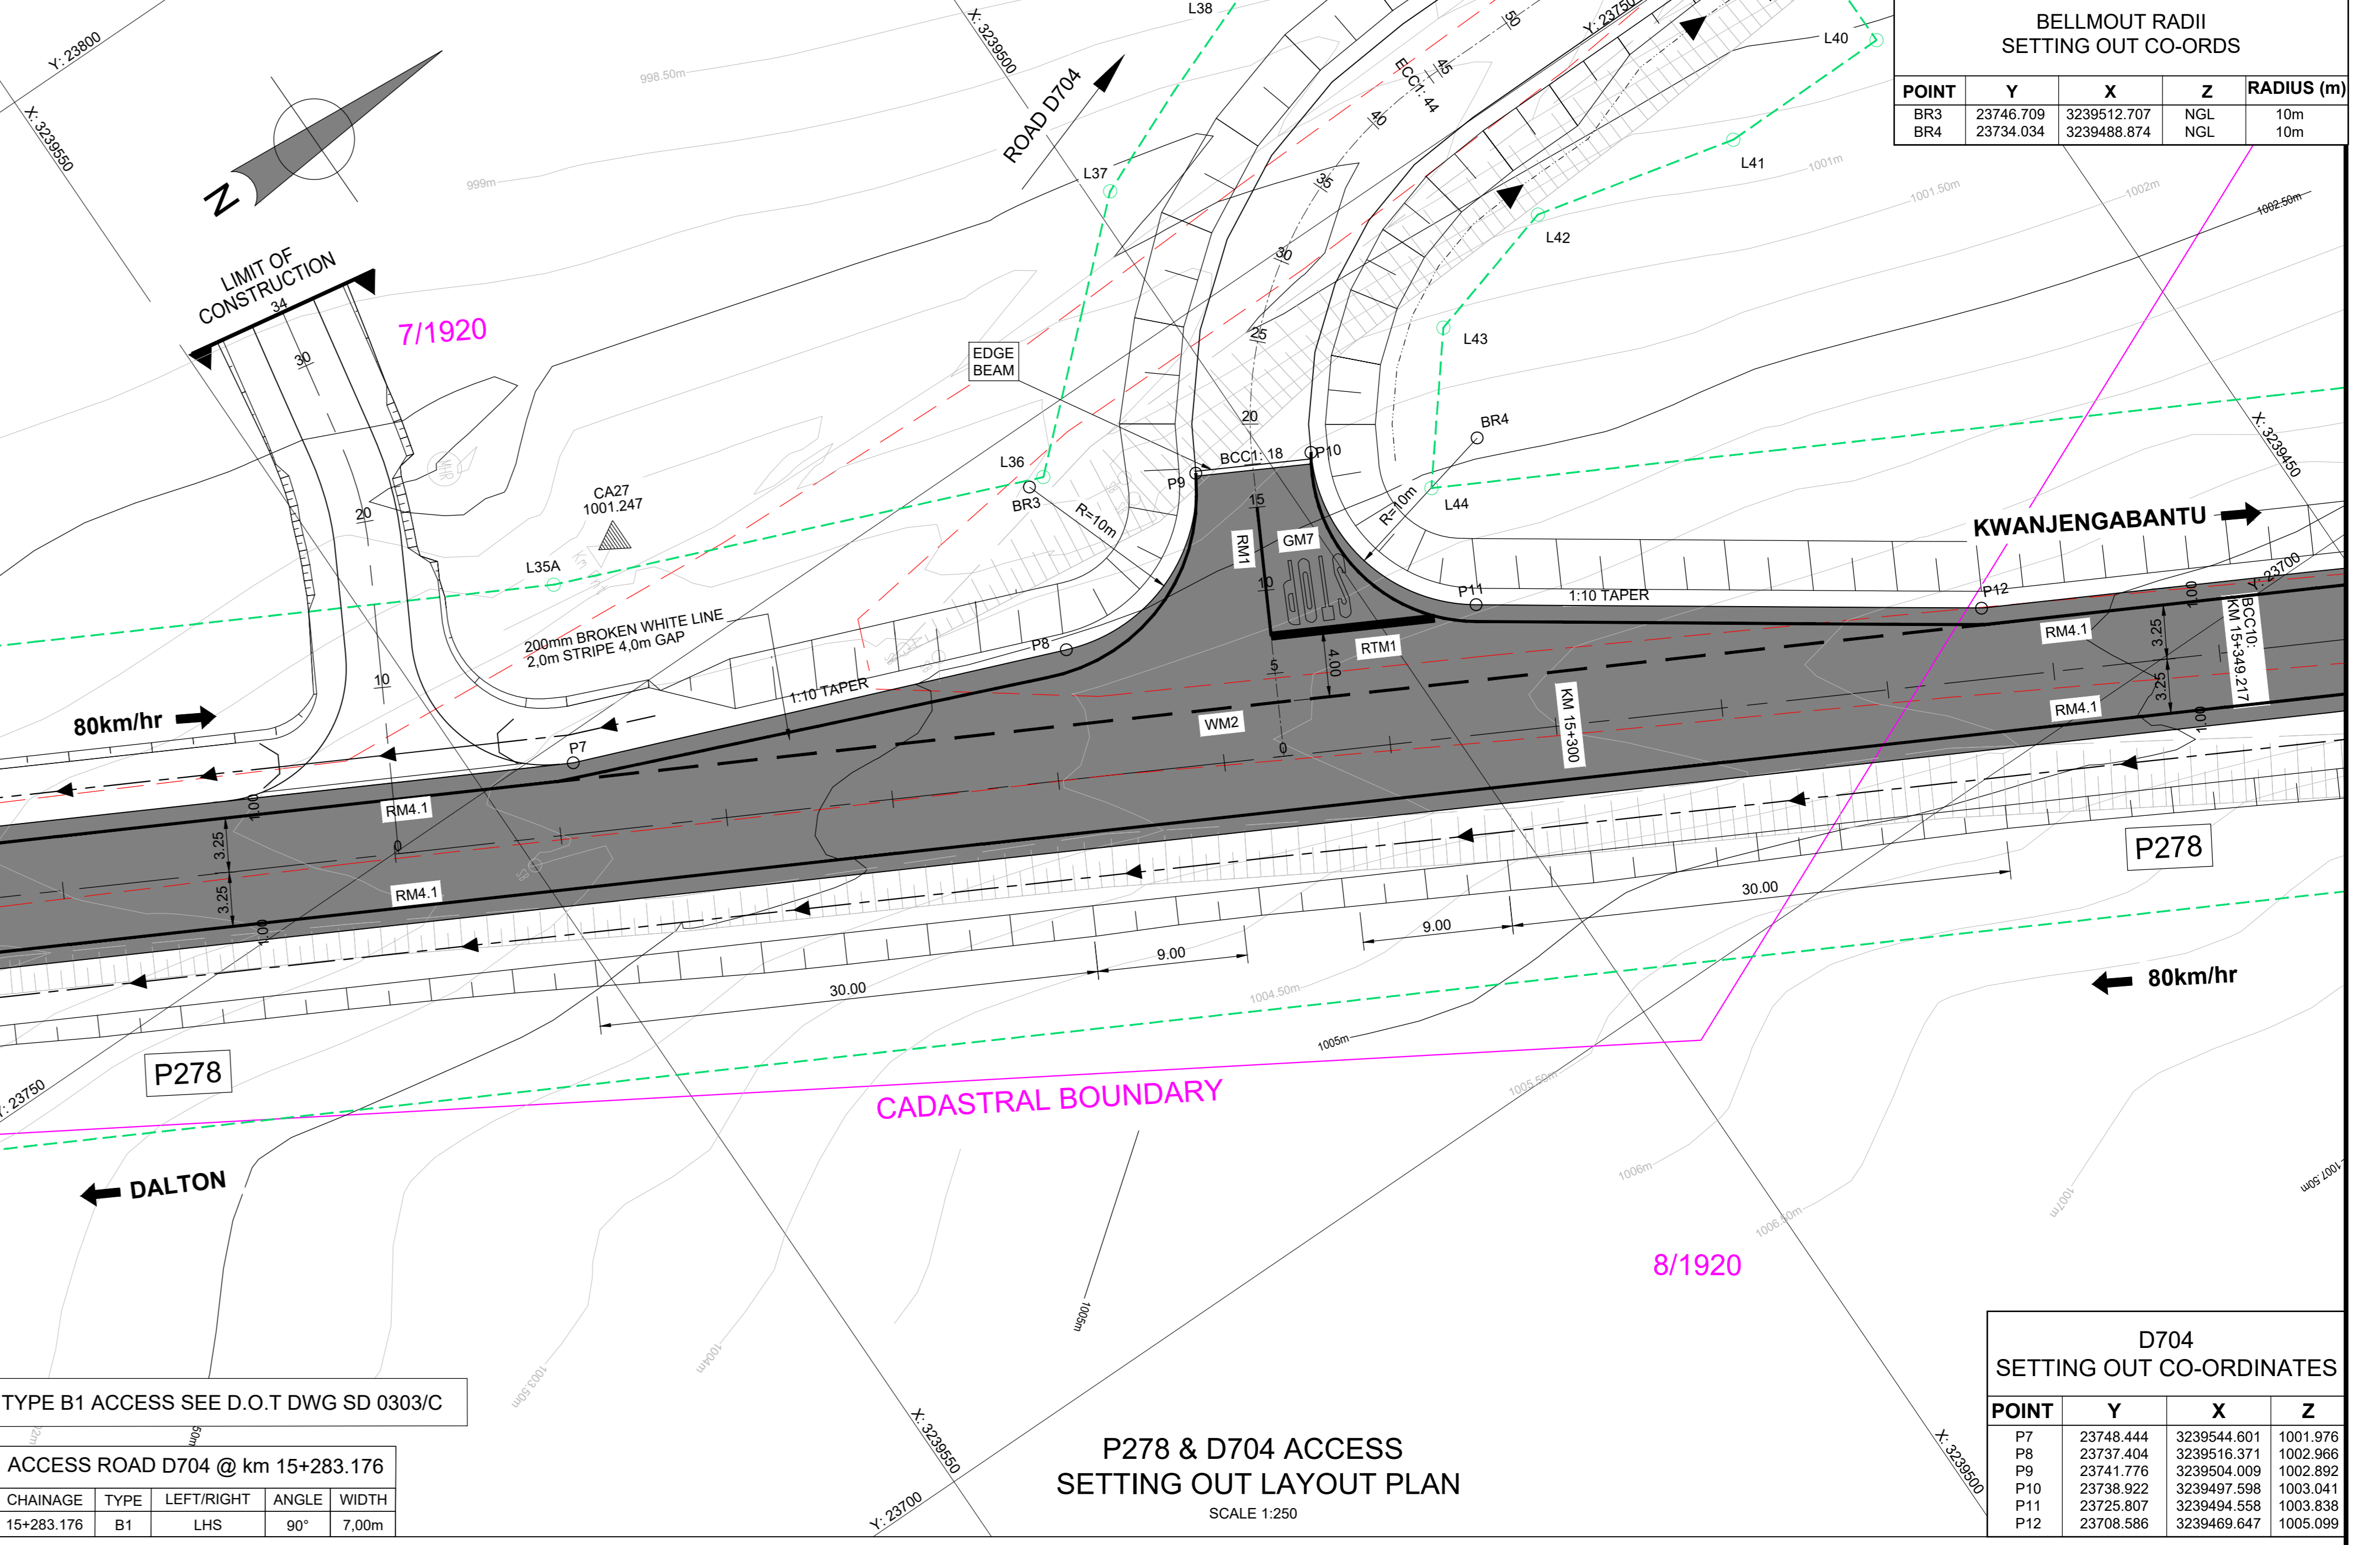 Y: 23800
X: 3239550
N
998.50m
999m
X: 3239500
L38
ROAD D704
L37
50
Y: 23750
45
ECC1: 44
40
35
30
25
20
L40
L41
L42
L43
1001m
1001.50m
1002m
1002.50m
BELLMOUT RADII
SETTING OUT CO-ORDS
POINT Y X Z RADIUS (m)
BR3 23746.709 3239512.707 NGL 10m
BR4 23734.034 3239488.874 NGL 10m
LIMIT OF
CONSTRUCTION
34
30
20
10
0
7/1920
EDGE
BEAM
L36
BR3
R=10m
CA27
1001.247
L35A
P9
BCC1: 18
P10
BR4
R=10m
L44
15
RM1
GM7
10
STOP
RTM1
5
4.00
0
P11
1:10 TAPER
P12
X: 3239450
KWANJENGABANTU
Y: 23700
1.00
3.25
3.25
1.00
RM4.1
RM4.1
BCC10:
KM 15+349.217
KM 15+300
WM2
200mm BROKEN WHITE LINE
2,0m STRIPE 4,0m GAP
P8
1:10 TAPER
P7
80km/hr
RM4.1
RM4.1
1.00
3.25
3.25
1.00
P278
30.00
9.00
9.00
30.00
80km/hr
P278
1004.50m
1005m
1005.50m
1006m
1006.50m
1007m
1007.50m
Y: 23750
CADASTRAL BOUNDARY
DALTON
8/1920
1005m
1004m
1003.50m
X: 3239550
Y: 23700
X: 3239500
TYPE B1 ACCESS SEE D.O.T DWG SD 0303/C
ACCESS ROAD D704 @ km 15+283.176
CHAINAGE TYPE LEFT/RIGHT ANGLE WIDTH
15+283.176 B1 LHS 90° 7,00m
P278 & D704 ACCESS
SETTING OUT LAYOUT PLAN
SCALE 1:250
D704
SETTING OUT CO-ORDINATES
POINT Y X Z
P7 23748.444 3239544.601 1001.976
P8 23737.404 3239516.371 1002.966
P9 23741.776 3239504.009 1002.892
P10 23738.922 3239497.598 1003.041
P11 23725.807 3239494.558 1003.838
P12 23708.586 3239469.647 1005.099